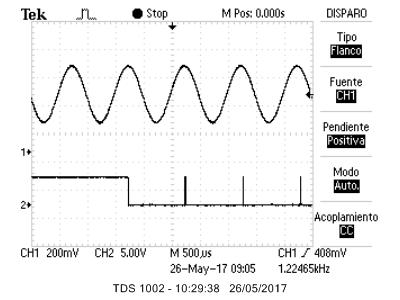 Tek Stop M Pos: 0.000s DISPARO
Tipo
Flanco
Fuente
CH1
Pendiente
Positiva
1
Modo
Auto.
2
Acoplamiento
CC
CH1 200mV CH2 5.00V M 500µs CH1 408mV
26-May-17 09:05 1.22465kHz
TDS 1002 - 10:29:38 26/05/2017